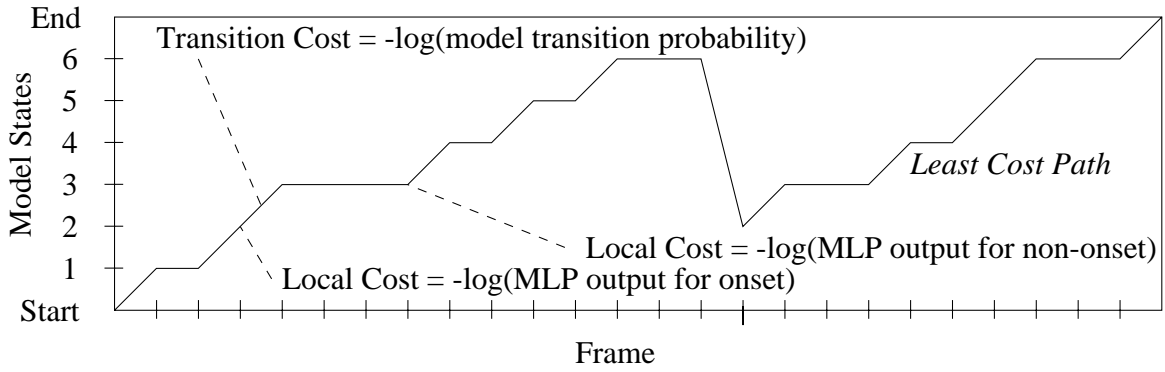 End
Transition Cost = -log(model transition probability)
6
5
4
Least Cost Path
3
2
Local Cost = -log(MLP output for non-onset)
1
Local Cost = -log(MLP output for onset)
Start
Model States
Frame